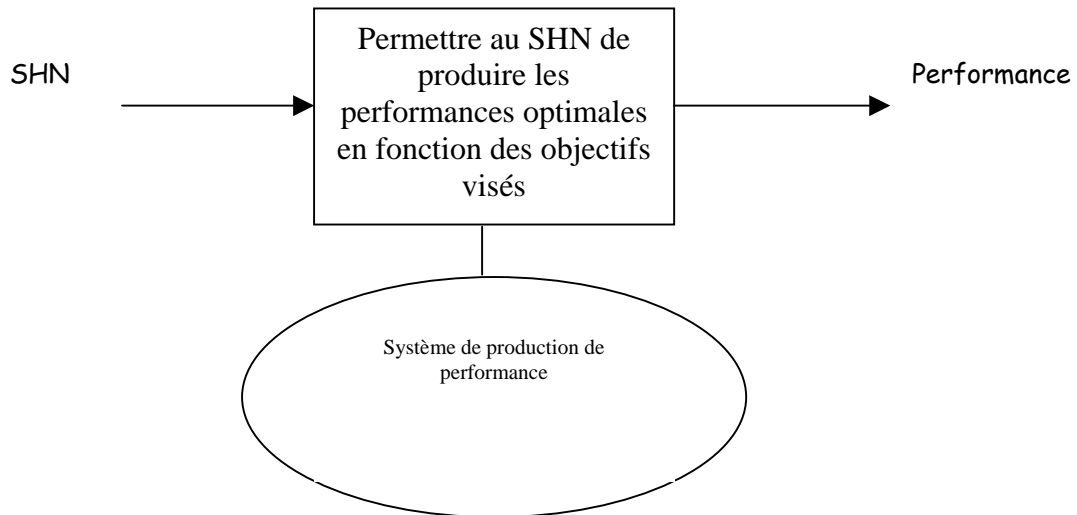 SHN
Permettre au SHN de
produire les
performances optimales
en fonction des objectifs
visés
Performance
Système de production de
performance